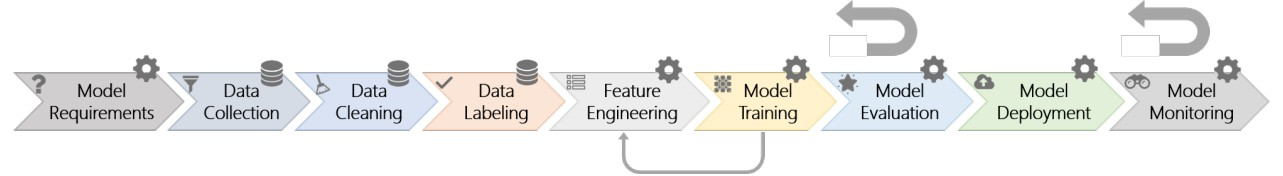 Model
Requirements
Data
Collection
Data
Cleaning
Data
Labeling
Feature
Engineering
Model
Training
Model
Evaluation
Model
Deployment
Model
Monitoring